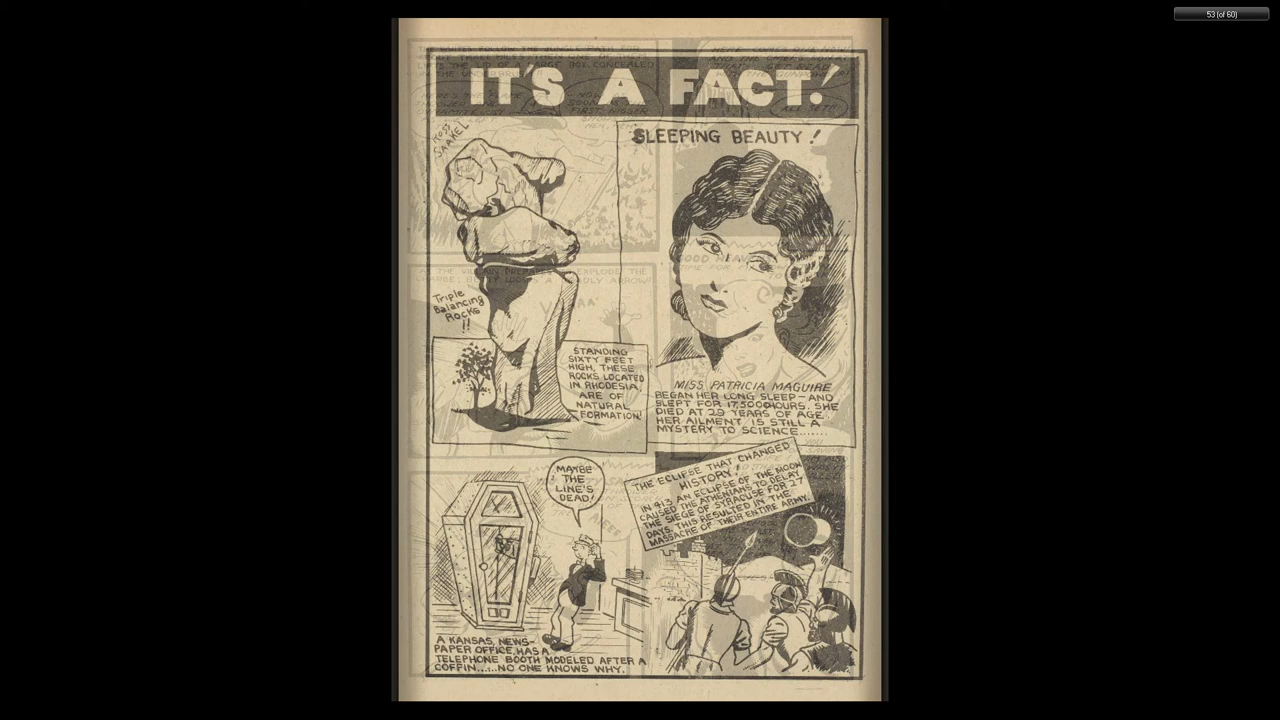 53 (of 60)
IT'S A FACT!
ROSS
SAAKEL
Triple
Balancing
Rocks
!!
STANDING
SIXTY FEET
HIGH, THESE
ROCKS LOCATED
IN RHODESIA,
ARE OF
NATURAL
FORMATION!
SLEEPING BEAUTY!
MISS PATRICIA MAGUIRE
BEGAN HER LONG SLEEP - AND
SLEPT FOR 17,500 HOURS. SHE
DIED AT 29 YEARS OF AGE.
HER AILMENT IS STILL A
MYSTERY TO SCIENCE.......
MAYBE
THE
LINE'S
DEAD!
A KANSAS, NEWS-
PAPER OFFICE, HAS A
TELEPHONE BOOTH MODELED AFTER A
COFFIN.....NO ONE KNOWS WHY.
THE ECLIPSE THAT CHANGED
HISTORY!
IN 413 AN ECLIPSE OF THE MOON
CAUSED THE ATHENIANS TO DELAY
THE SIEGE OF SYRACUSE FOR 27
DAYS. THIS RESULTED IN THE
MASSACRE OF THEIR ENTIRE ARMY.